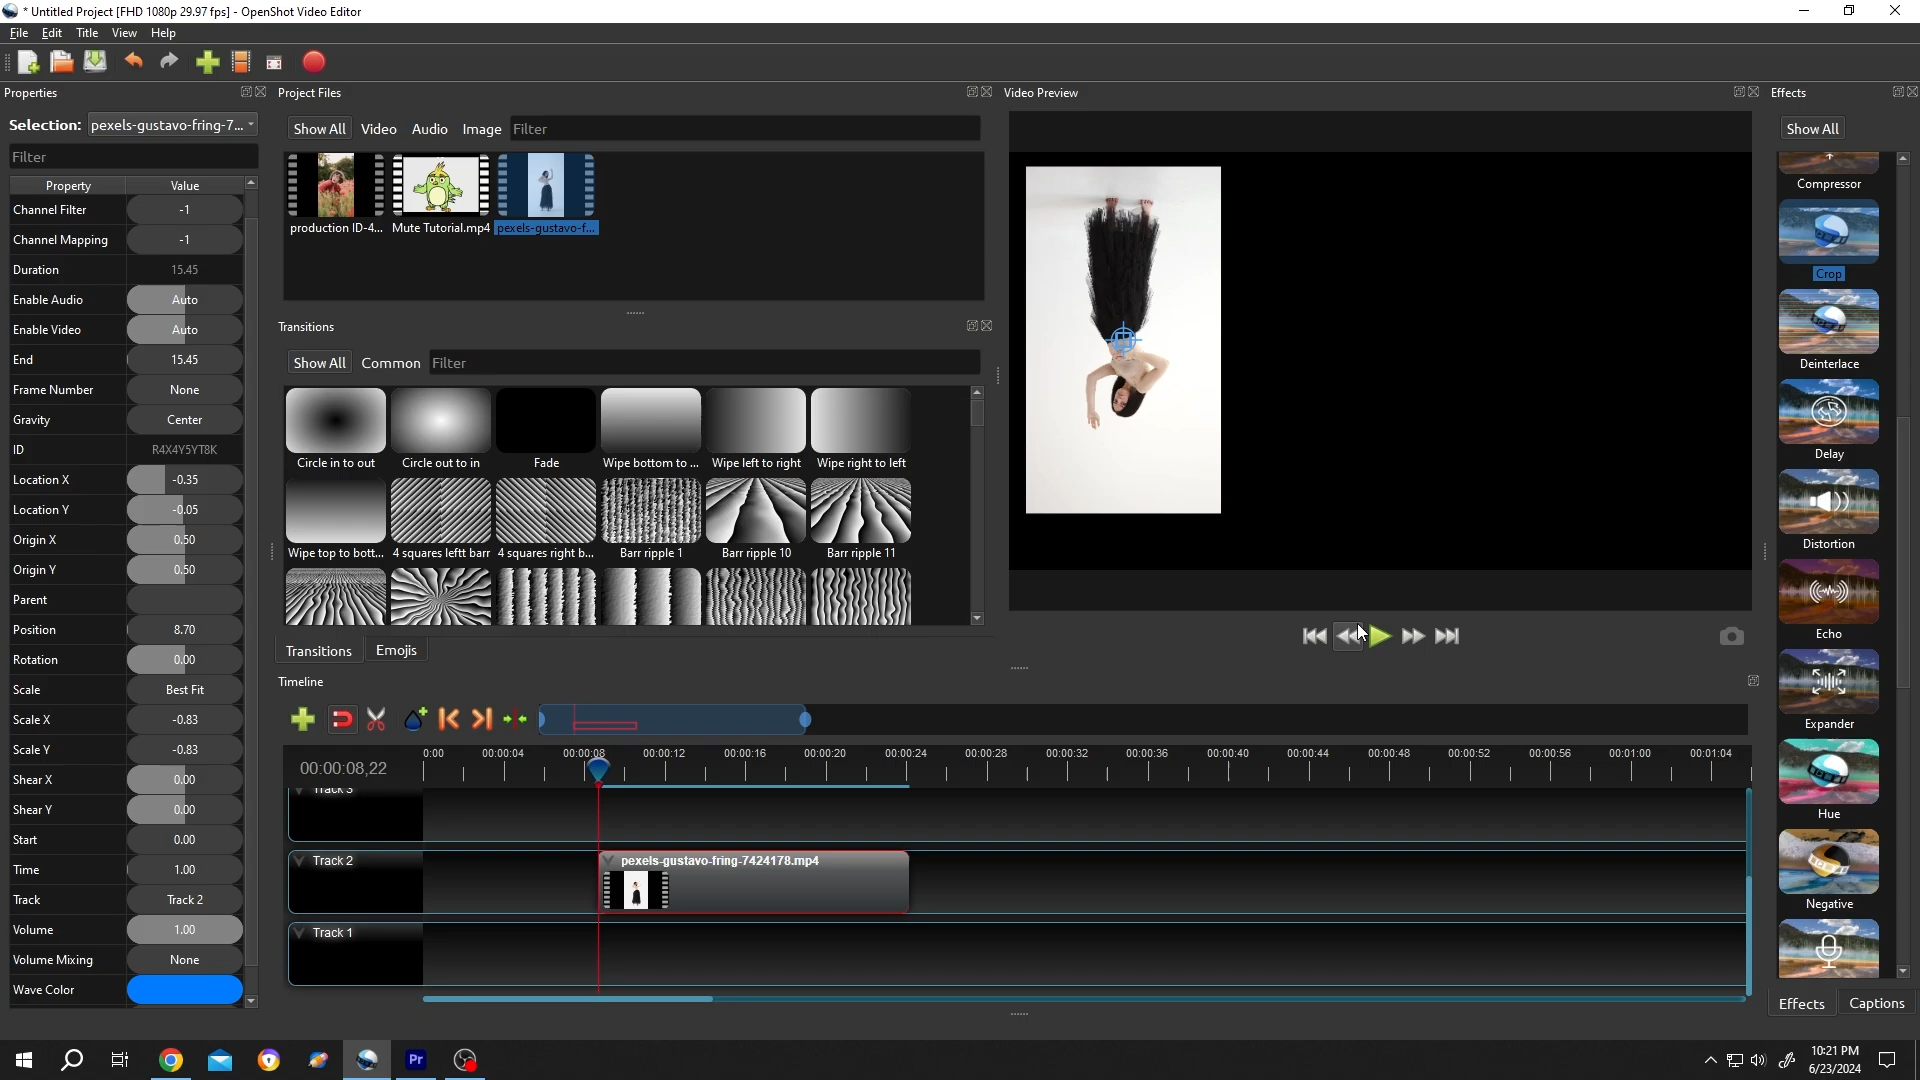 * Untitled Project [FHD 1080p 29.97 fps] - OpenShot Video Editor
File Edit Title View Help
Properties
Selection: pexels-gustavo-fring-7...
Filter
Property Value
Channel Filter -1
Channel Mapping -1
Duration 15.45
Enable Audio Auto
Enable Video Auto
End 15.45
Frame Number None
Gravity Center
ID R4X4Y5YT8K
Location X -0.35
Location Y -0.05
Origin X 0.50
Origin Y 0.50
Parent
Position 8.70
Rotation 0.00
Scale Best Fit
Scale X -0.83
Scale Y -0.83
Shear X 0.00
Shear Y 0.00
Start 0.00
Time 1.00
Track Track 2
Volume 1.00
Volume Mixing None
Wave Color
Project Files
Show All Video Audio Image Filter
production ID-4... Mute Tutorial.mp4 pexels-gustavo-f...
Transitions
Show All Common Filter
Circle in to out Circle out to in Fade Wipe bottom to ... Wipe left to right Wipe right to left
Wipe top to bott... 4 squares leftt barr 4 squares right b... Barr ripple 1 Barr ripple 10 Barr ripple 11
Transitions Emojis
Video Preview
Effects
Show All
Compressor
Crop
Deinterlace
Delay
Distortion
Echo
Expander
Hue
Negative
Effects Captions
Timeline
00:00:08,22
0:00 00:00:04 00:00:08 00:00:12 00:00:16 00:00:20 00:00:24 00:00:28 00:00:32 00:00:36 00:00:40 00:00:44 00:00:48 00:00:52 00:00:56 00:01:00 00:01:04
Track 3
Track 2
pexels-gustavo-fring-7424178.mp4
Track 1
Pr
10:21 PM
6/23/2024